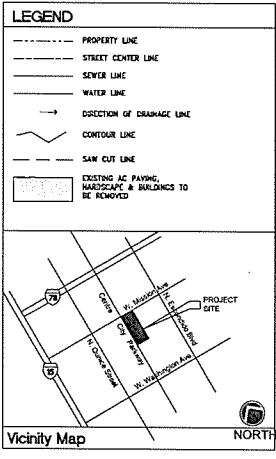 LEGEND
PROPERTY LINE
STREET CENTER LINE
SEWER LINE
WATER LINE
DIRECTION OF DRAINAGE LINE
CONTOUR LINE
SAW CUT LINE
EXISTING AC PAVING,
HARDSCAPE & BUILDINGS TO
BE REMOVED
78
Centre
City Parkway
W. Mission Ave
N. Escondido Blvd
PROJECT
SITE
N. Quince Street
15
W. Washington Ave
Vicinity Map
NORTH